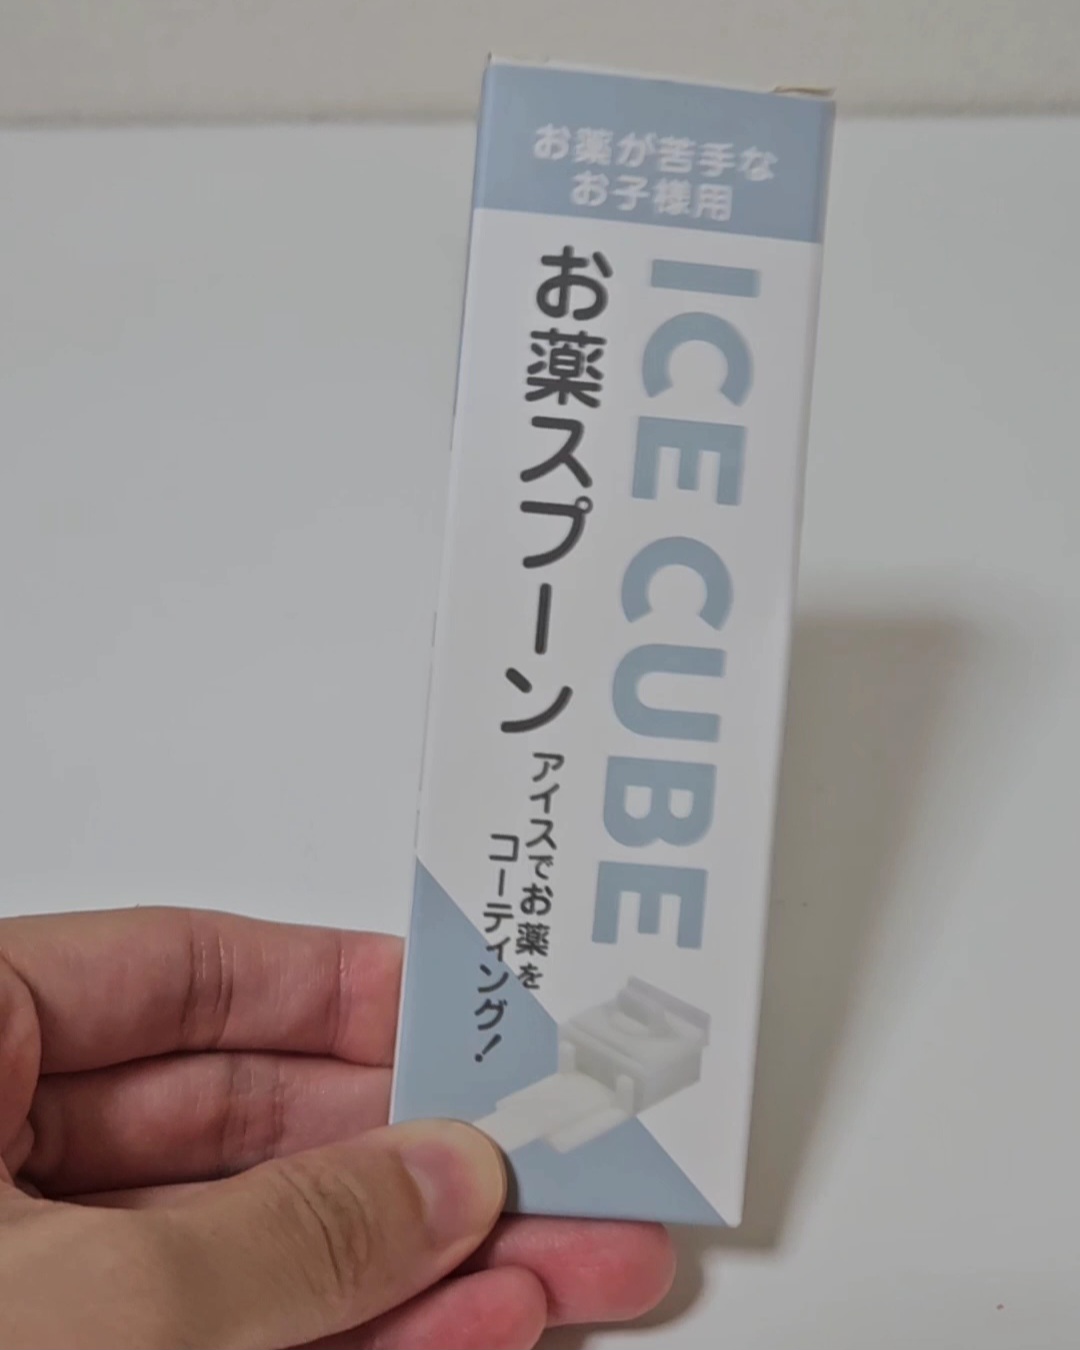 お薬が苦手な
お子様用
ICE CUBE
お薬スプーン
アイスでお薬を
コーティング!